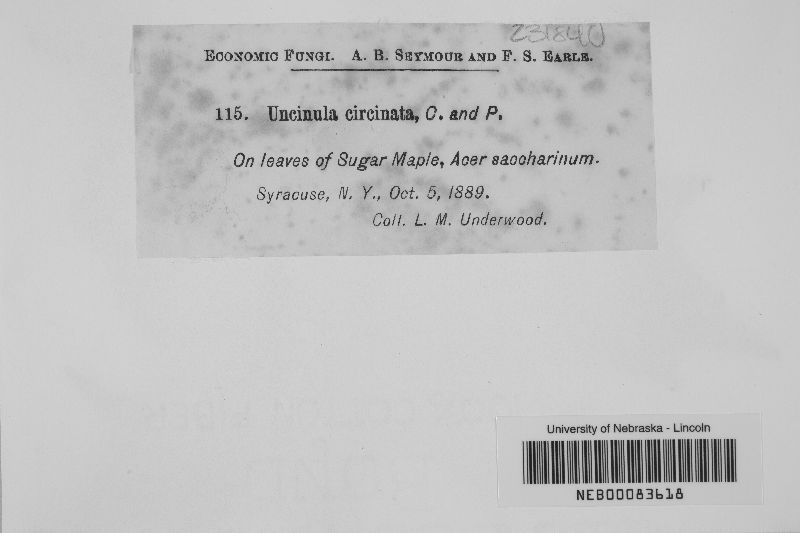 231840
Economic Fungi. A. B. Seymour and F. S. Earle.
115. Uncinula circinata, C. and P.
On leaves of Sugar Maple, Acer saccharinum.
Syracuse, N. Y., Oct. 5, 1889.
Coll. L. M. Underwood.
University of Nebraska - Lincoln
NEB00083618